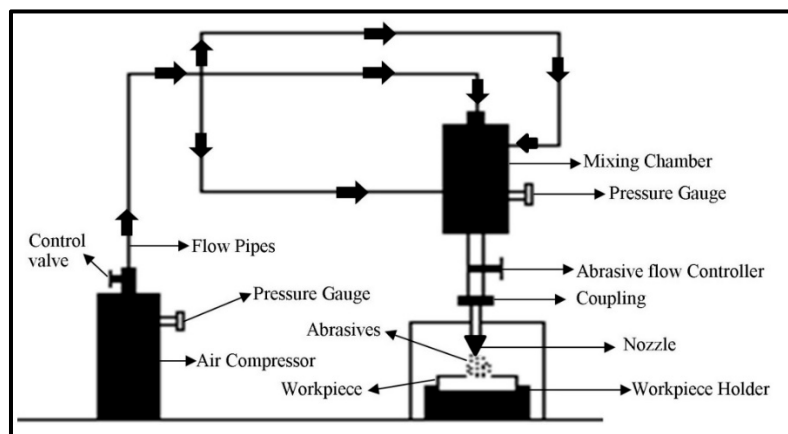 Mixing Chamber
Pressure Gauge
Control
valve
Flow Pipes
Abrasive flow Controller
Pressure Gauge
Coupling
Abrasives
Nozzle
Air Compressor
Workpiece
Workpiece Holder